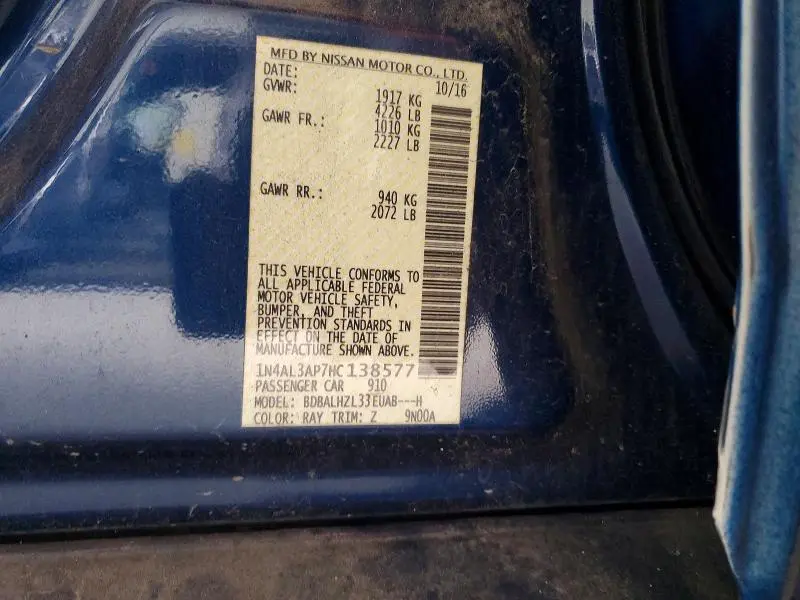 MFD BY NISSAN MOTOR CO., LTD.
DATE: 10/16
GVWR: 1917 KG
4226 LB
GAWR FR.: 1010 KG
2227 LB
GAWR RR.: 940 KG
2072 LB
THIS VEHICLE CONFORMS TO
ALL APPLICABLE FEDERAL
MOTOR VEHICLE SAFETY,
BUMPER, AND THEFT
PREVENTION STANDARDS IN
EFFECT ON THE DATE OF
MANUFACTURE SHOWN ABOVE.
1N4AL3AP7HC138577
PASSENGER CAR 910
MODEL: BDBALHZL33EUAB---H
COLOR: RAY TRIM: Z 9N00A